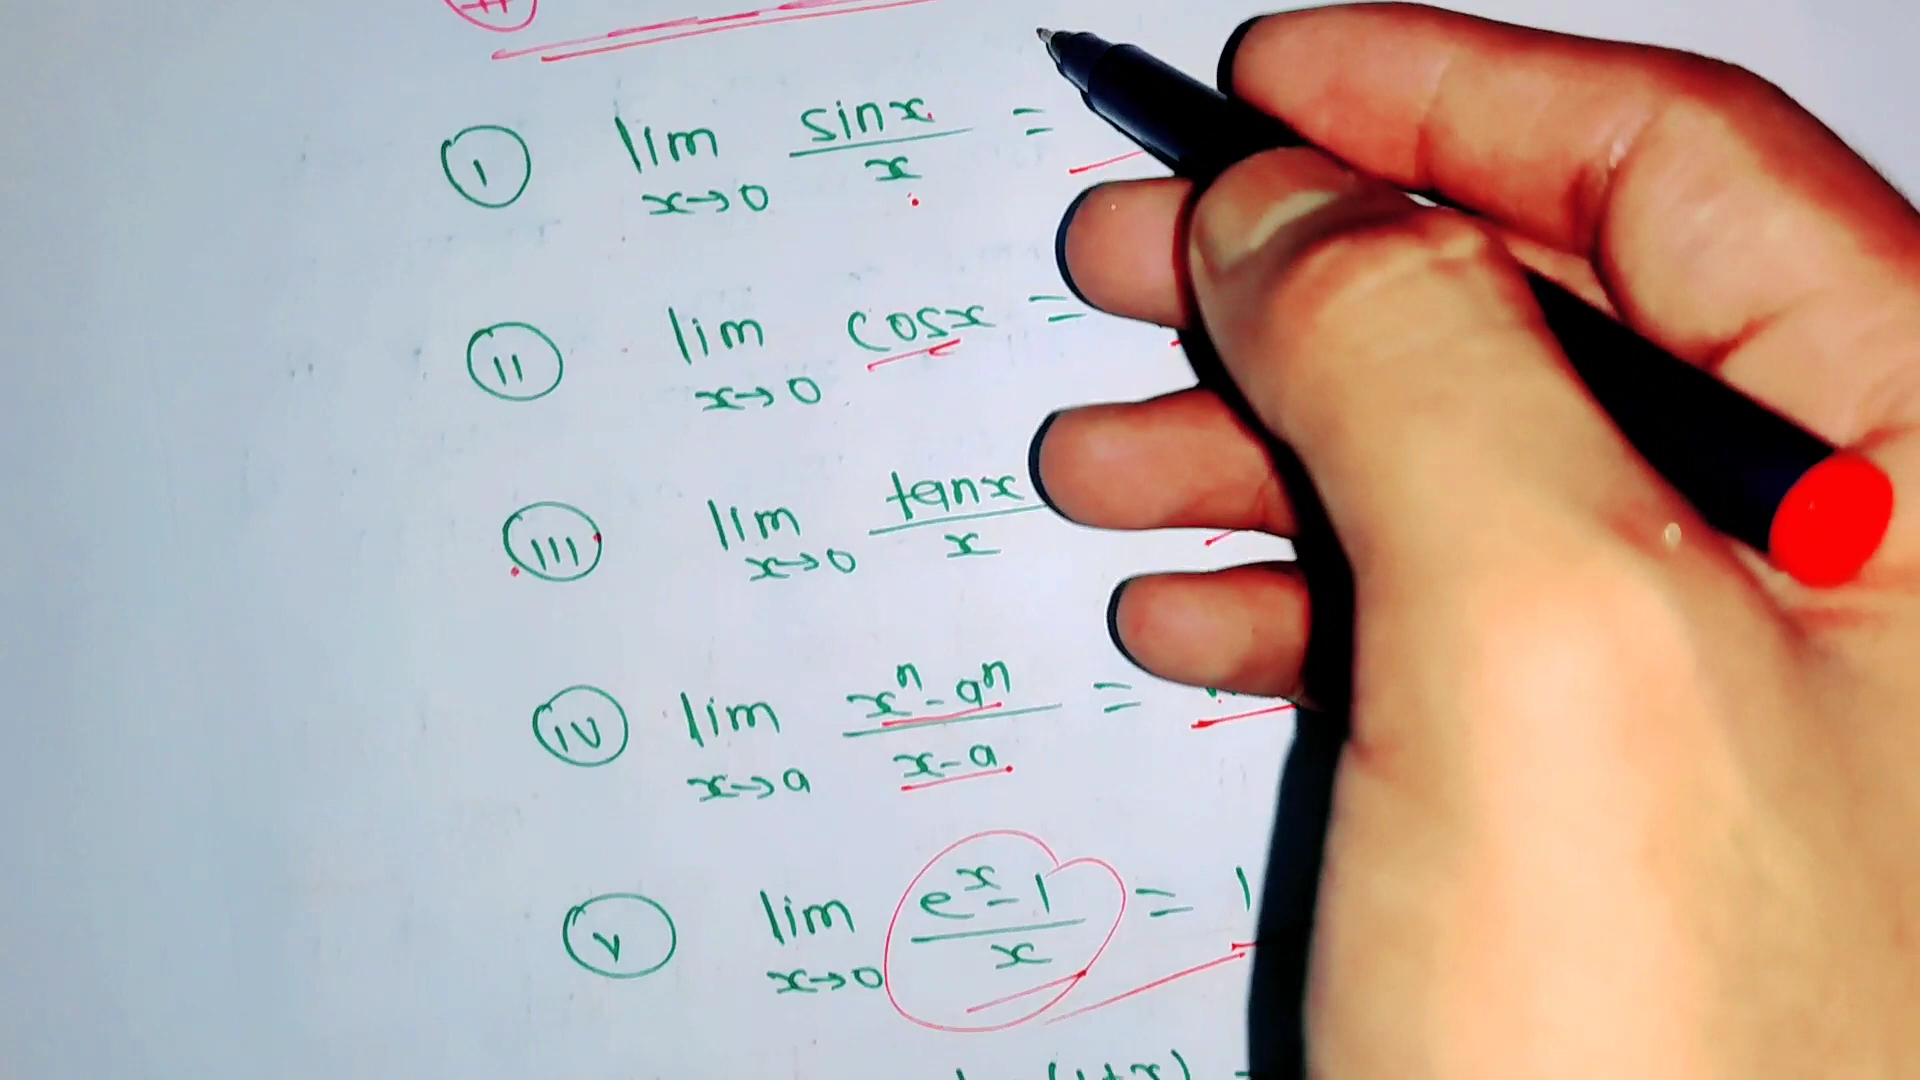 (i) lim x→0 sinx/x =
(ii) lim x→0 cosx =
(iii) lim x→0 tanx/x
(iv) lim x→a xⁿ-aⁿ/x-a =
(v) lim x→0 eˣ-1/x = 1
(1+x)